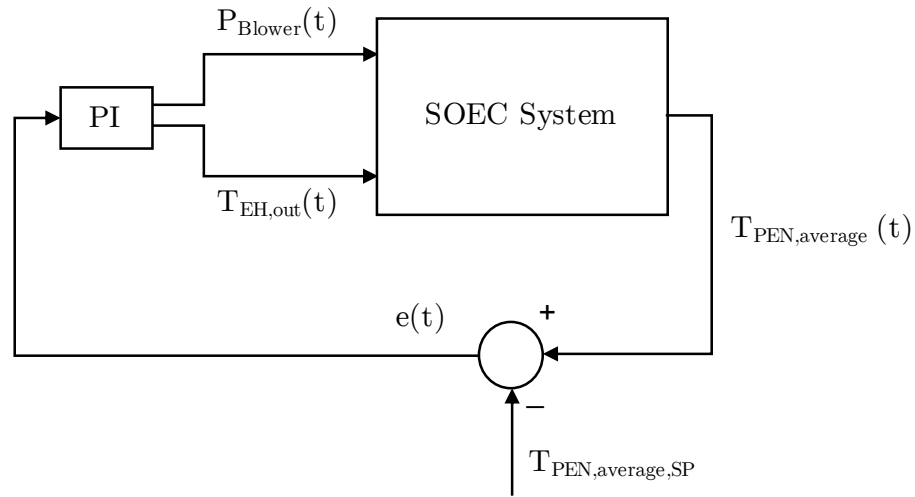 P_Blower(t)
PI
SOEC System
T_EH,out(t)
T_PEN,average (t)
e(t)
+
−
T_PEN,average,SP